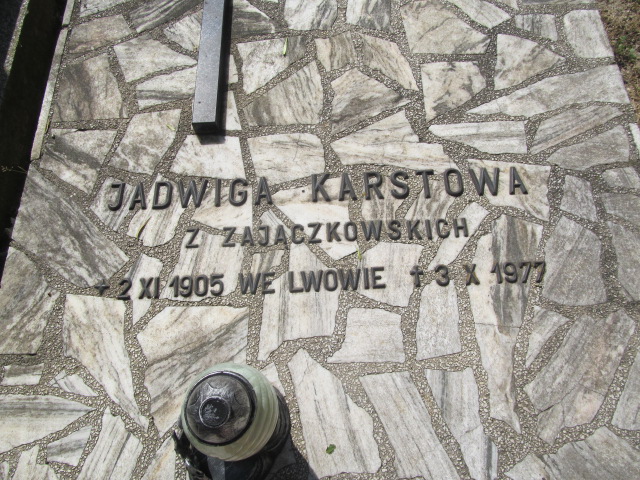 JADWIGA KARSTOWA
Z ZAJĄCZKOWSKICH
† 2 XI 1905 WE LWOWIE † 3 X 1977